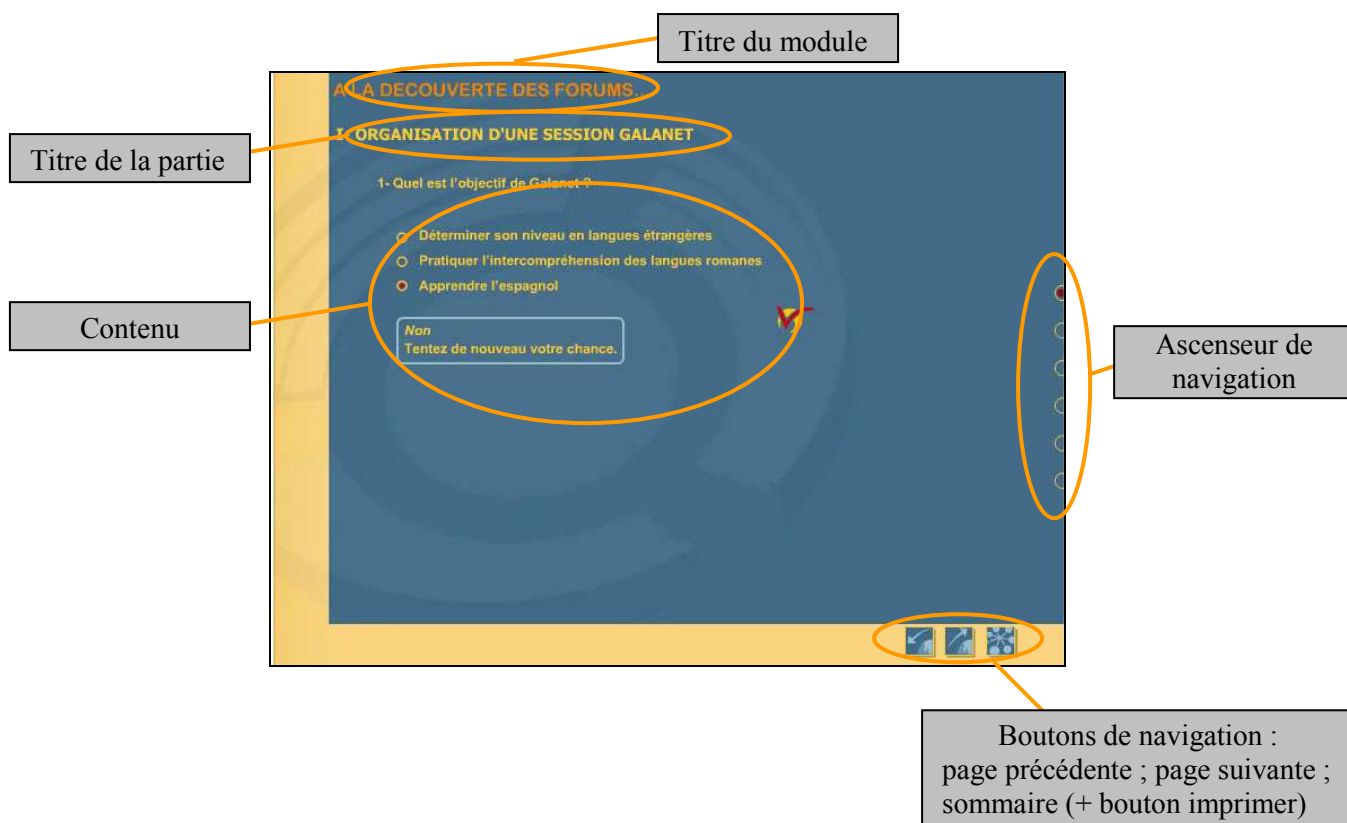 Titre du module
A LA DECOUVERTE DES FORUMS...
I- ORGANISATION D'UNE SESSION GALANET
Titre de la partie
1- Quel est l'objectif de Galanet ?
Déterminer son niveau en langues étrangères
Pratiquer l'intercompréhension des langues romanes
Apprendre l'espagnol
Contenu
Non
Tentez de nouveau votre chance.
Ascenseur de
navigation
Boutons de navigation :
page précédente ; page suivante ;
sommaire (+ bouton imprimer)